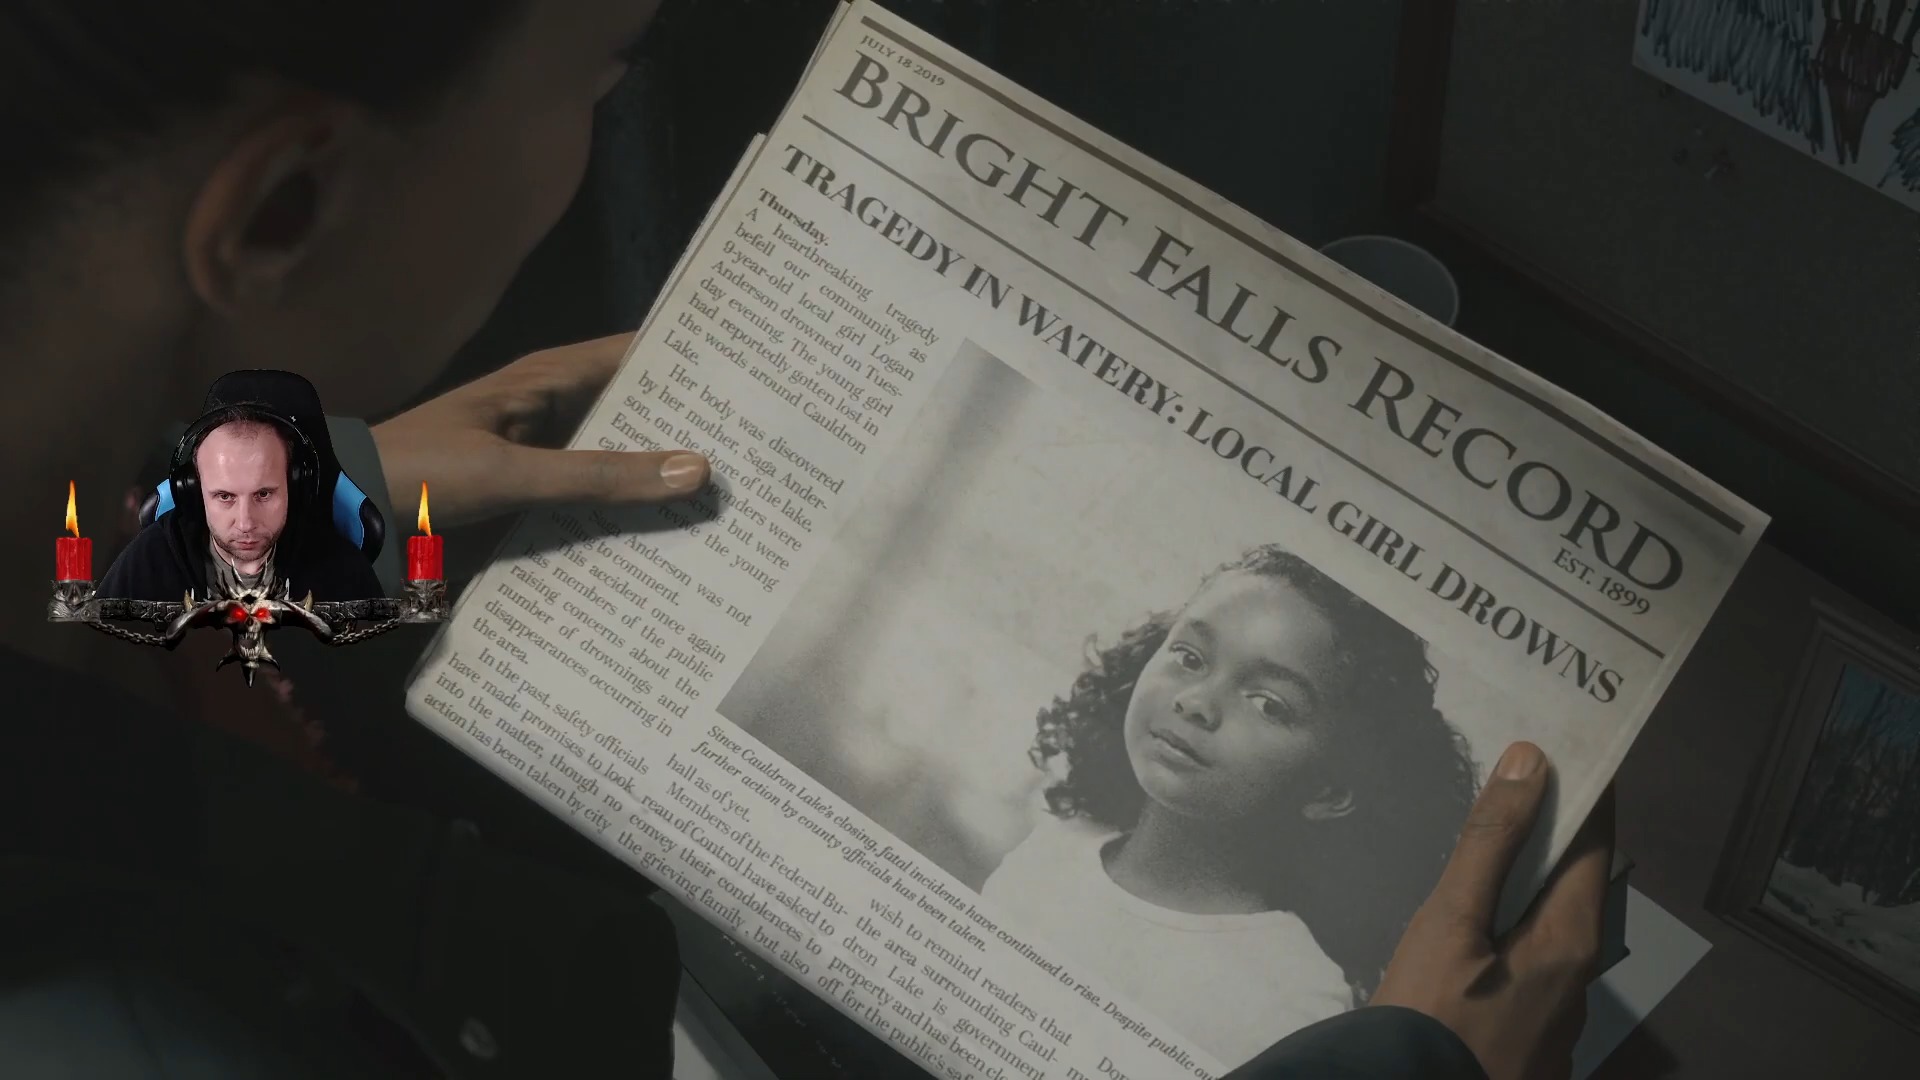 JULY 18 2019
BRIGHT FALLS RECORD
EST. 1899
TRAGEDY IN WATERY: LOCAL GIRL DROWNS
Thursday.
A heartbreaking tragedy
befell our community as
9-year-old local girl Logan
Anderson drowned on Tues-
day evening. The young girl
had reportedly gotten lost in
the woods around Cauldron
Lake.
Her body was discovered
by her mother, Saga Ander-
son, on the shore of the lake.
were
but were
revive the young
Saga Anderson was not
willing to comment.
This accident once again
has members of the public
raising concerns about the
number of drownings and
disappearances occurring in
the area.
In the past, safety officials
have made promises to look
into the matter, though no
action has been taken by city
Since Cauldron Lake's closing, fatal incidents have continued to rise. Despite public
further action by county officials has been taken.
hall as of yet.
Members of the Federal Bu-
reau of Control have asked to
convey their condolences to
the grieving family, but also
wish to remind readers that
the area surrounding Caul-
dron Lake is government
property and has been
off for the public's